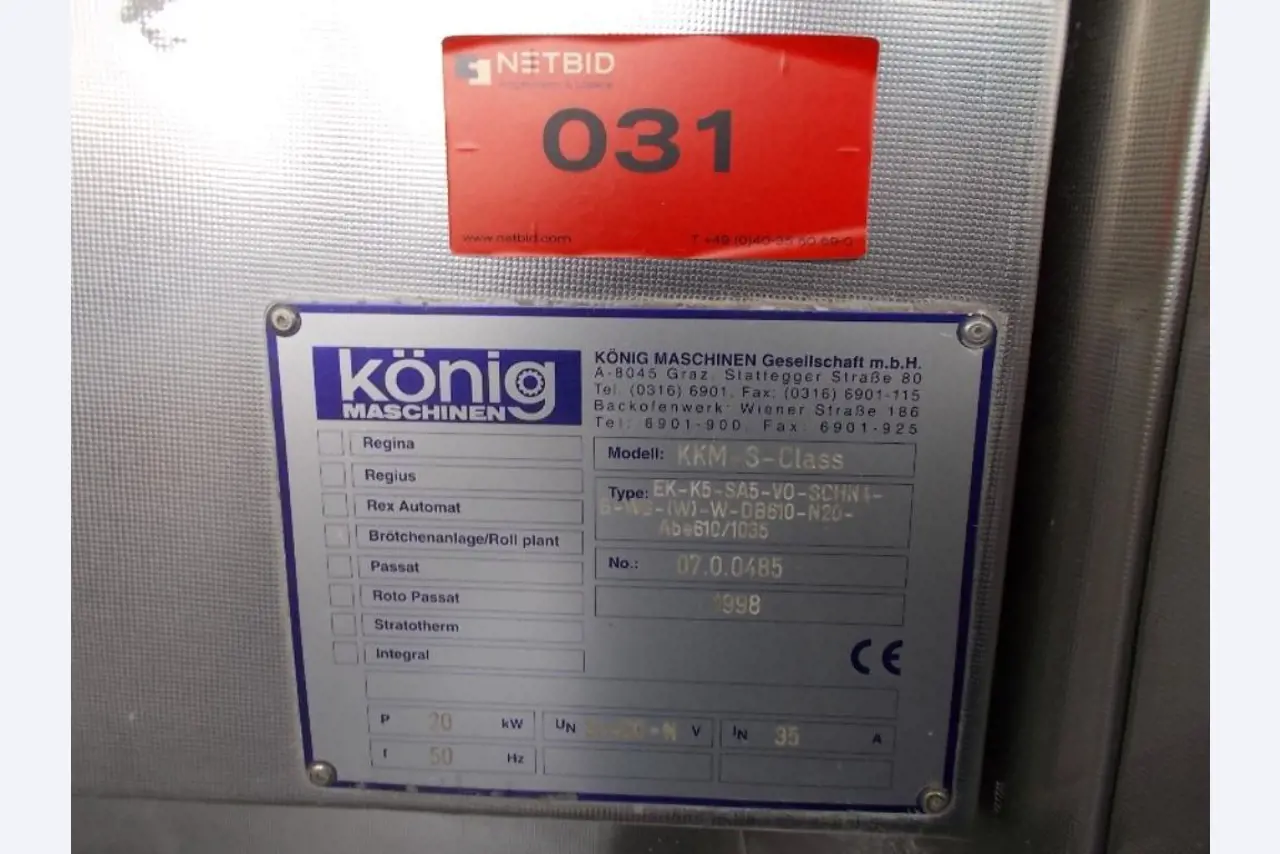 NETBID
031
www.netbid.com
könig
MASCHINEN
KÖNIG MASCHINEN Gesellschaft m.b.H.
A-8045 Graz, Stattegger Straße 80
Tel. (0316) 6901, Fax: (0316) 6901-115
Backofenwerk: Wiener Straße 186
Tel: 6901-900, Fax: 6901-925
Regina
Regius
Rex Automat
Brötchenanlage/Roll plant
Passat
Roto Passat
Stratotherm
Integral
Modell: KKM S-Class
Type:
No.: 07.0.0485
1998
CE
P 20 kW
UN V
IN 35 A
f 50 Hz